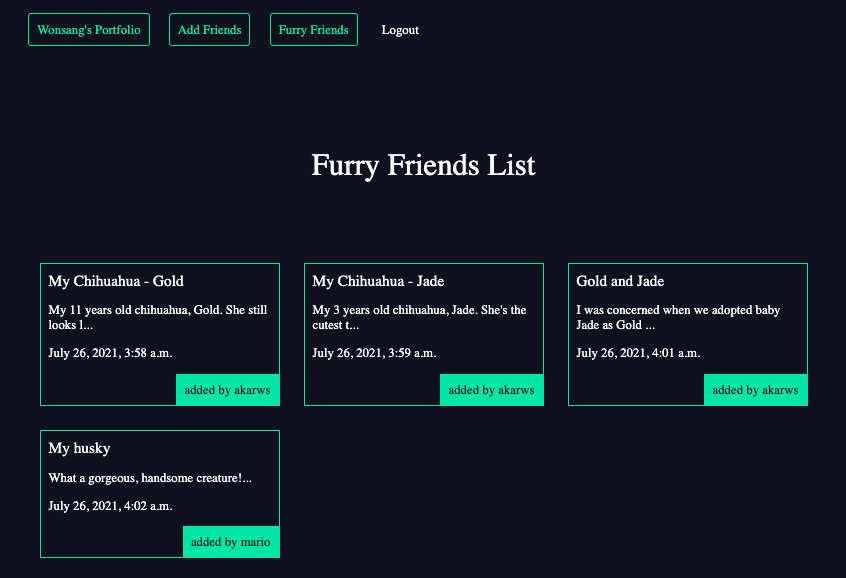 Wonsang's Portfolio
Add Friends
Furry Friends
Logout
Furry Friends List
My Chihuahua - Gold
My 11 years old chihuahua, Gold. She still
looks l...
July 26, 2021, 3:58 a.m.
added by akarws
My Chihuahua - Jade
My 3 years old chihuahua, Jade. She's the
cutest t...
July 26, 2021, 3:59 a.m.
added by akarws
Gold and Jade
I was concerned when we adopted baby
Jade as Gold ...
July 26, 2021, 4:01 a.m.
added by akarws
My husky
What a gorgeous, handsome creature!...
July 26, 2021, 4:02 a.m.
added by mario